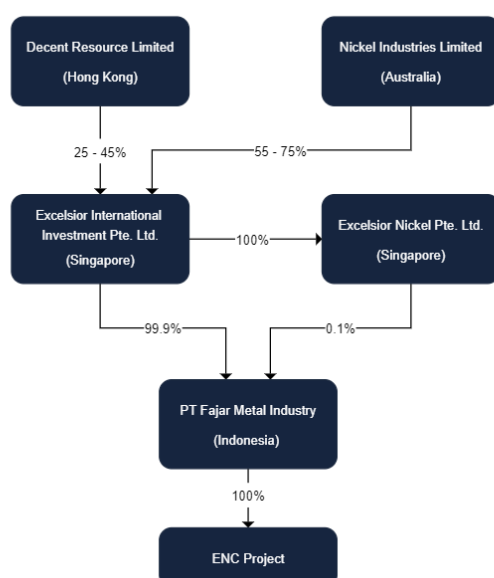 Decent Resource Limited
(Hong Kong)
Nickel Industries Limited
(Australia)
25 - 45%
55 - 75%
Excelsior International
Investment Pte. Ltd.
(Singapore)
100%
Excelsior Nickel Pte. Ltd.
(Singapore)
99.9%
0.1%
PT Fajar Metal Industry
(Indonesia)
100%
ENC Project